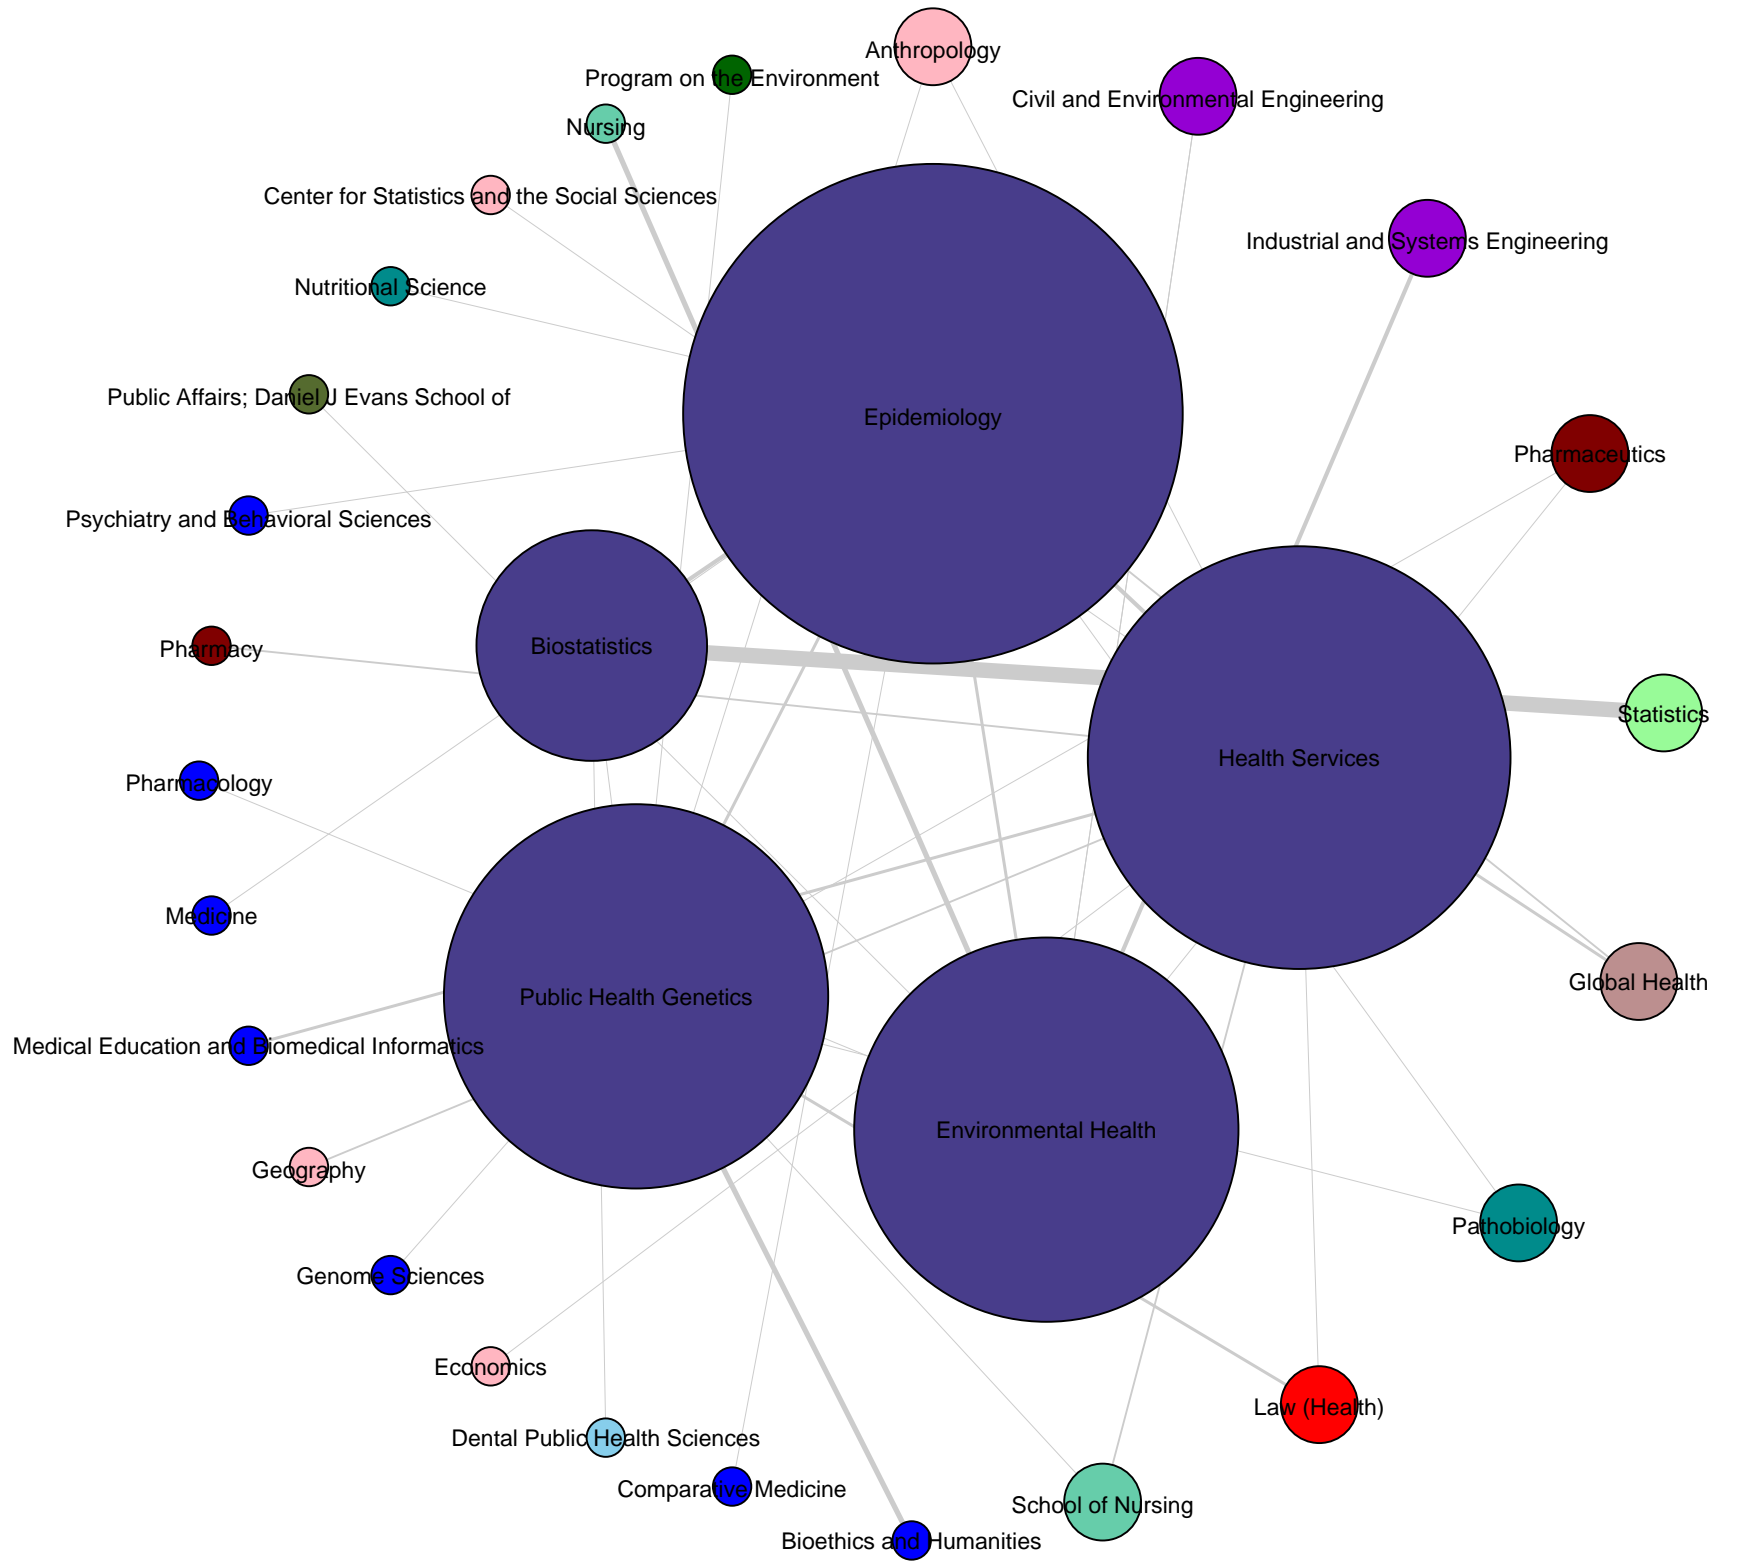 Anthropology
Program on the Environment
Civil and Environmental Engineering
Nursing
Center for Statistics and the Social Sciences
Industrial and Systems Engineering
Nutritional Science
Public Affairs; Daniel J Evans School of
Epidemiology
Pharmaceutics
Psychiatry and Behavioral Sciences
Biostatistics
Pharmacy
Statistics
Health Services
Pharmacology
Medicine
Global Health
Public Health Genetics
Medical Education and Biomedical Informatics
Environmental Health
Geography
Pathobiology
Genome Sciences
Economics
Law (Health)
Dental Public Health Sciences
Comparative Medicine
School of Nursing
Bioethics and Humanities